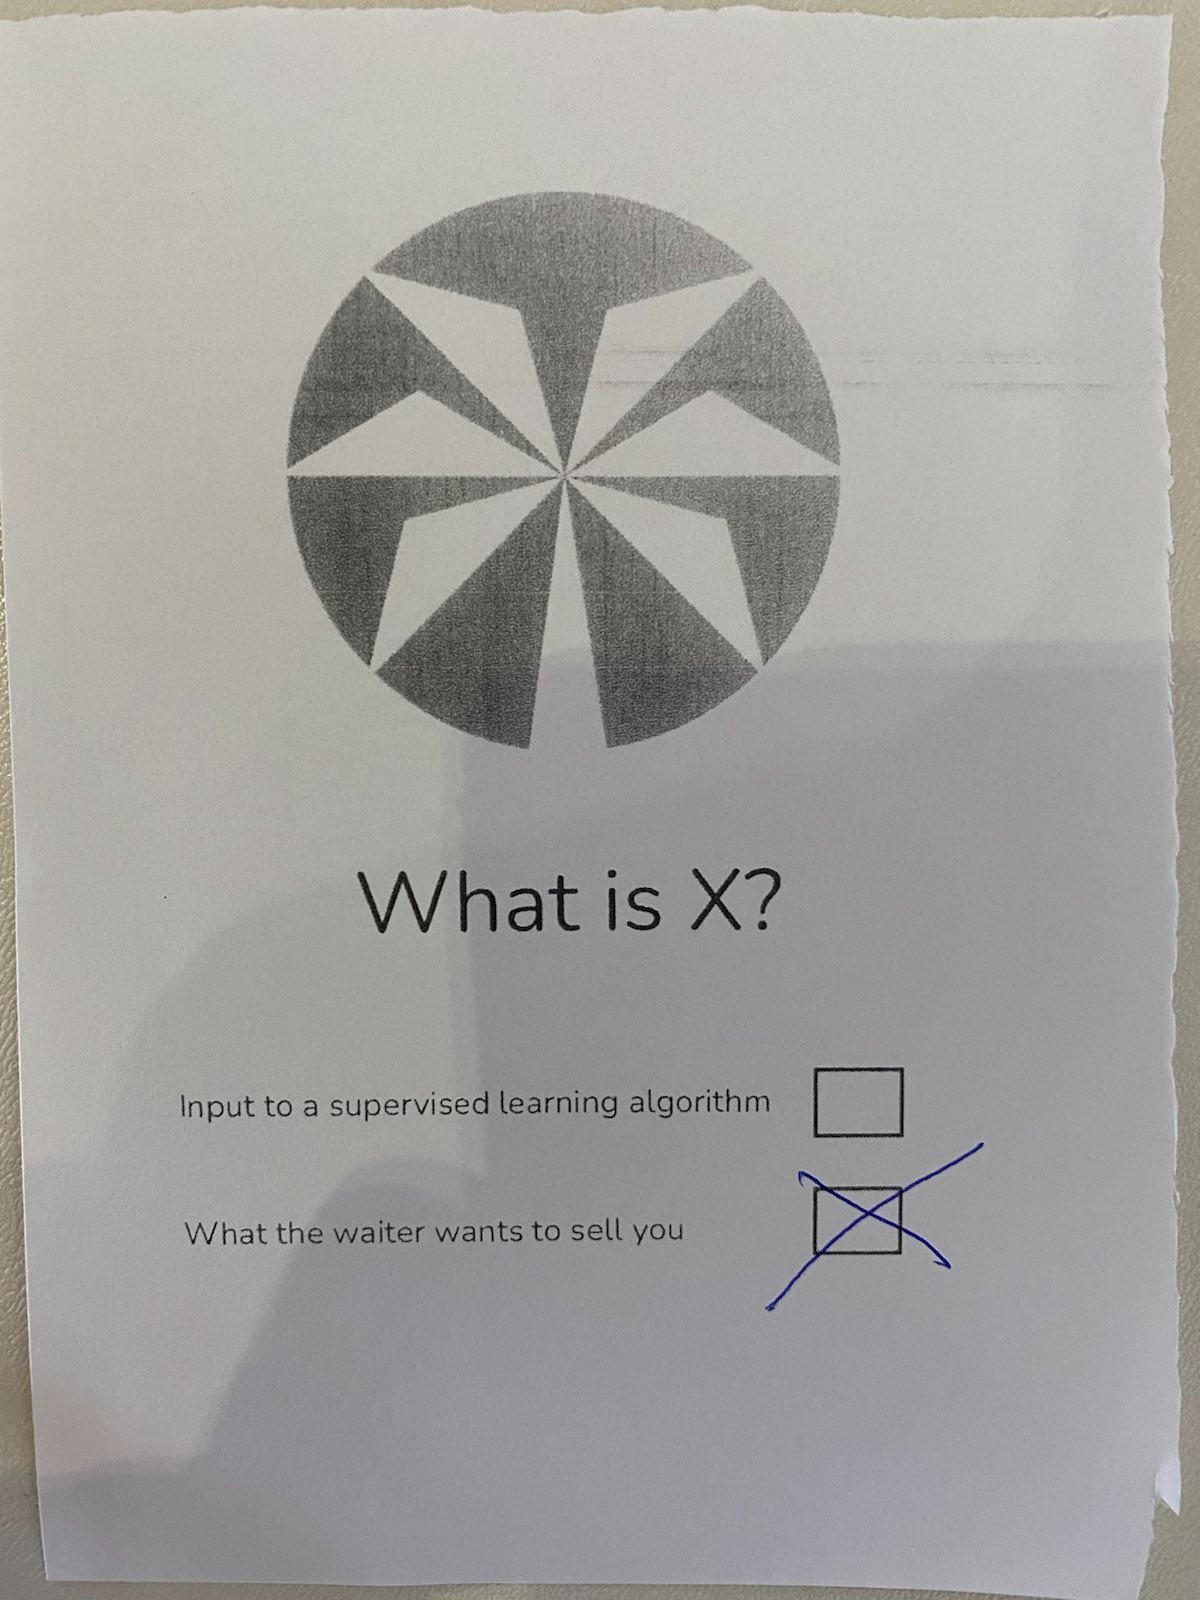 What is X?
Input to a supervised learning algorithm
What the waiter wants to sell you